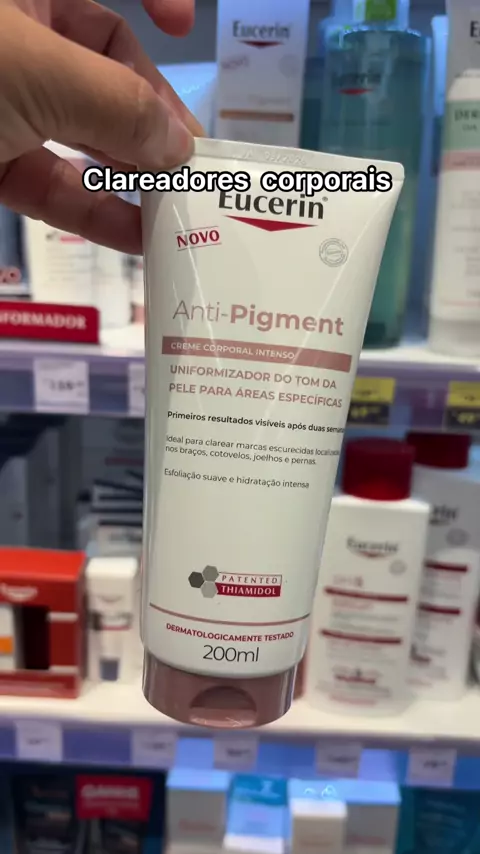 Eucerin
Clareadores corporais
Eucerin
NOVO
Anti-Pigment
CREME CORPORAL INTENSO
UNIFORMIZADOR DO TOM DA
PELE PARA ÁREAS ESPECÍFICAS
Primeiros resultados visíveis após duas
Ideal para clarear marcas escurecidas
nos braços, cotovelos, joelhos e pernas.
Esfoliação suave e hidratação intensa
PATENTED
THIAMIDOL
DERMATOLOGICAMENTE TESTADO
200ml
Eucerin